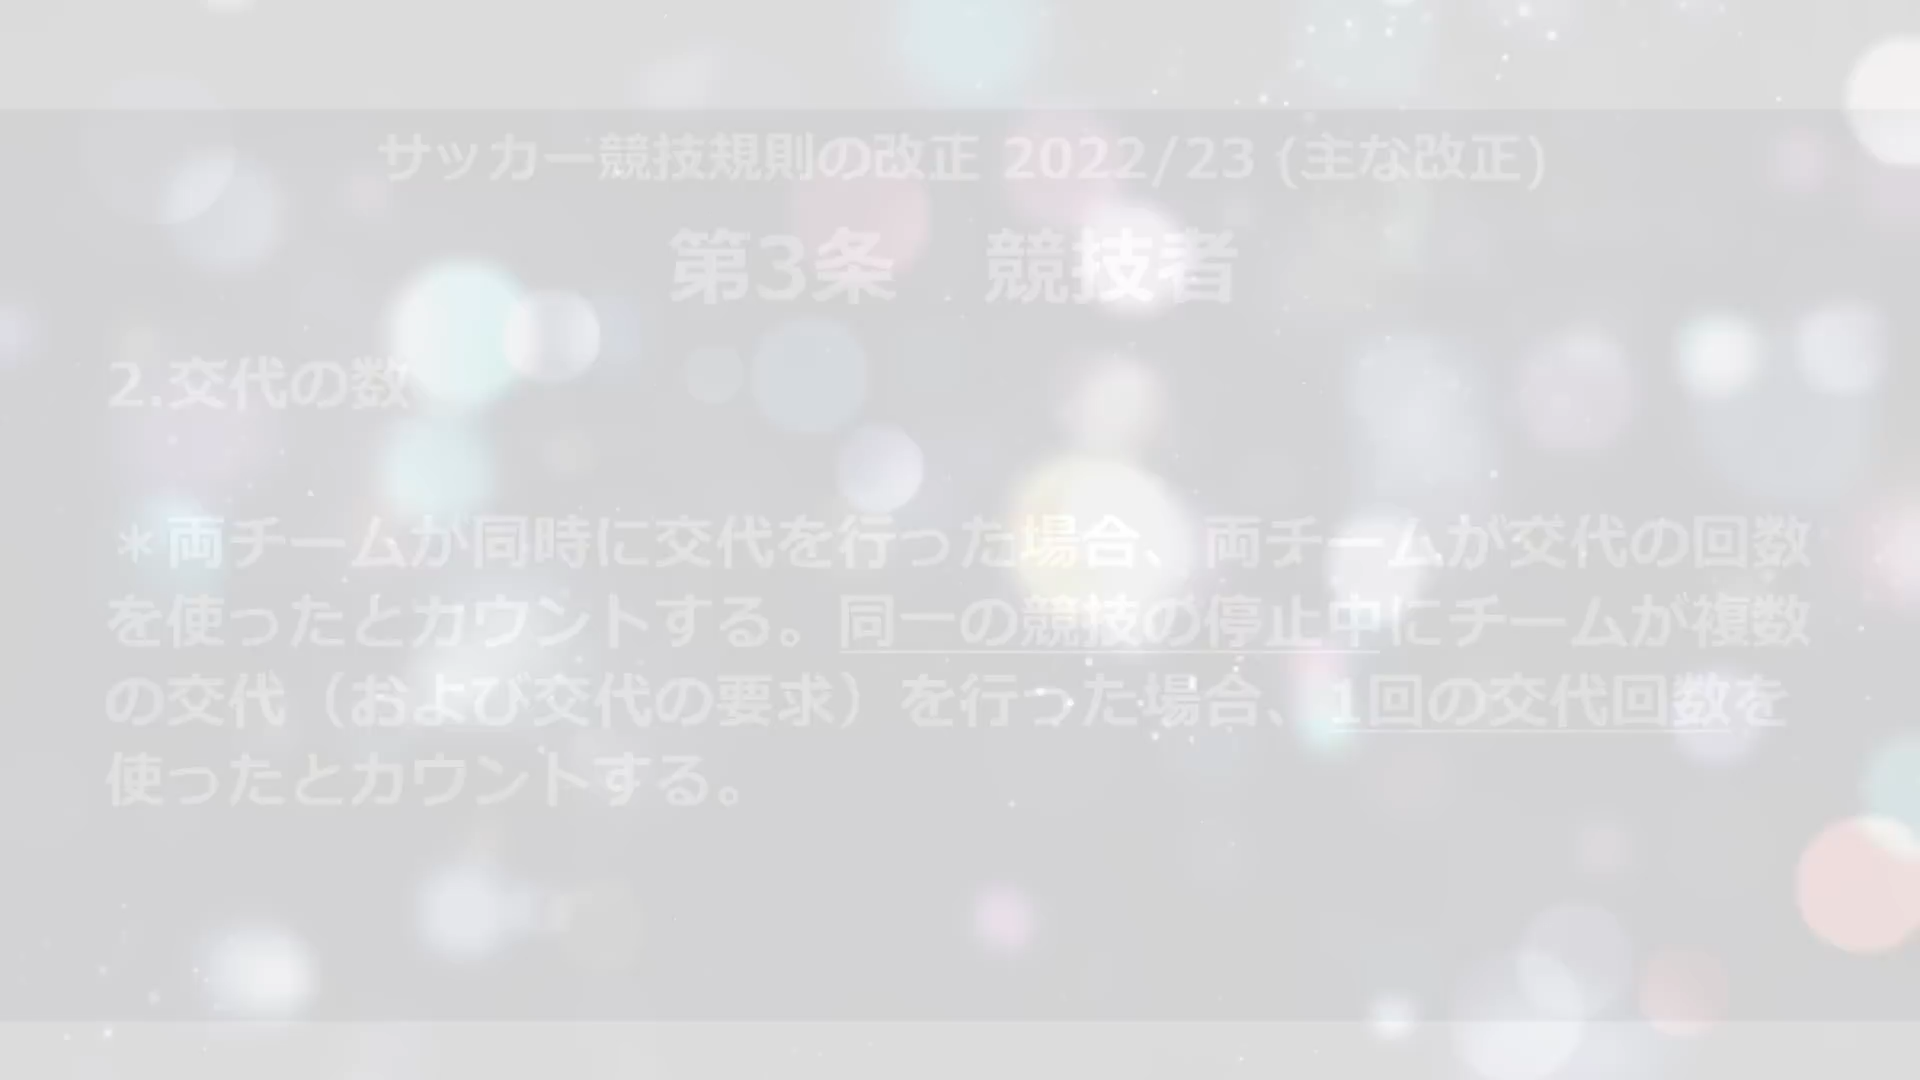 サッカー競技規則の改正 2022/23 (主な改正)
第3条　競技者
2.交代の数
＊両チームが同時に交代を行った場合、両チームが交代の回数
を使ったとカウントする。同一の競技の停止中にチームが複数
の交代（および交代の要求）を行った場合、1回の交代回数を
使ったとカウントする。